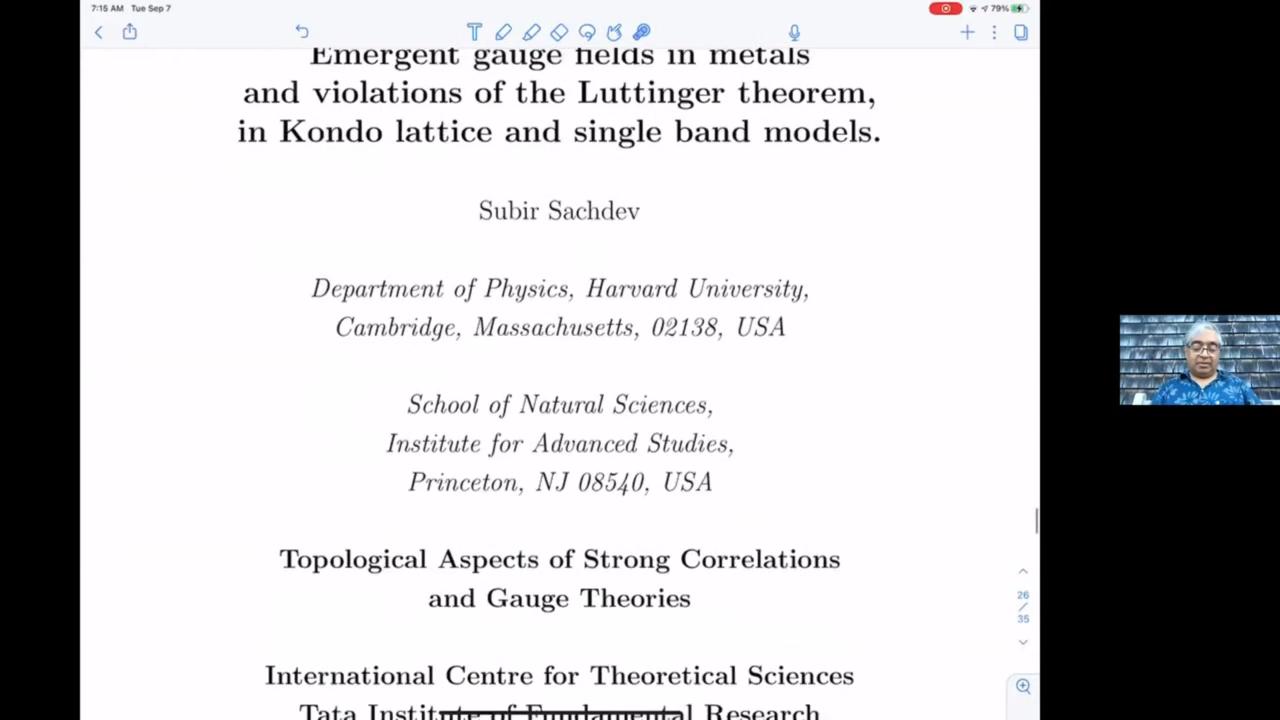 7:15 AM Tue Sep 7
79%
T
Emergent gauge fields in metals
and violations of the Luttinger theorem,
in Kondo lattice and single band models.
Subir Sachdev
Department of Physics, Harvard University,
Cambridge, Massachusetts, 02138, USA
School of Natural Sciences,
Institute for Advanced Studies,
Princeton, NJ 08540, USA
Topological Aspects of Strong Correlations
and Gauge Theories
26
/
35
International Centre for Theoretical Sciences
Tata Institute of Fundamental Research